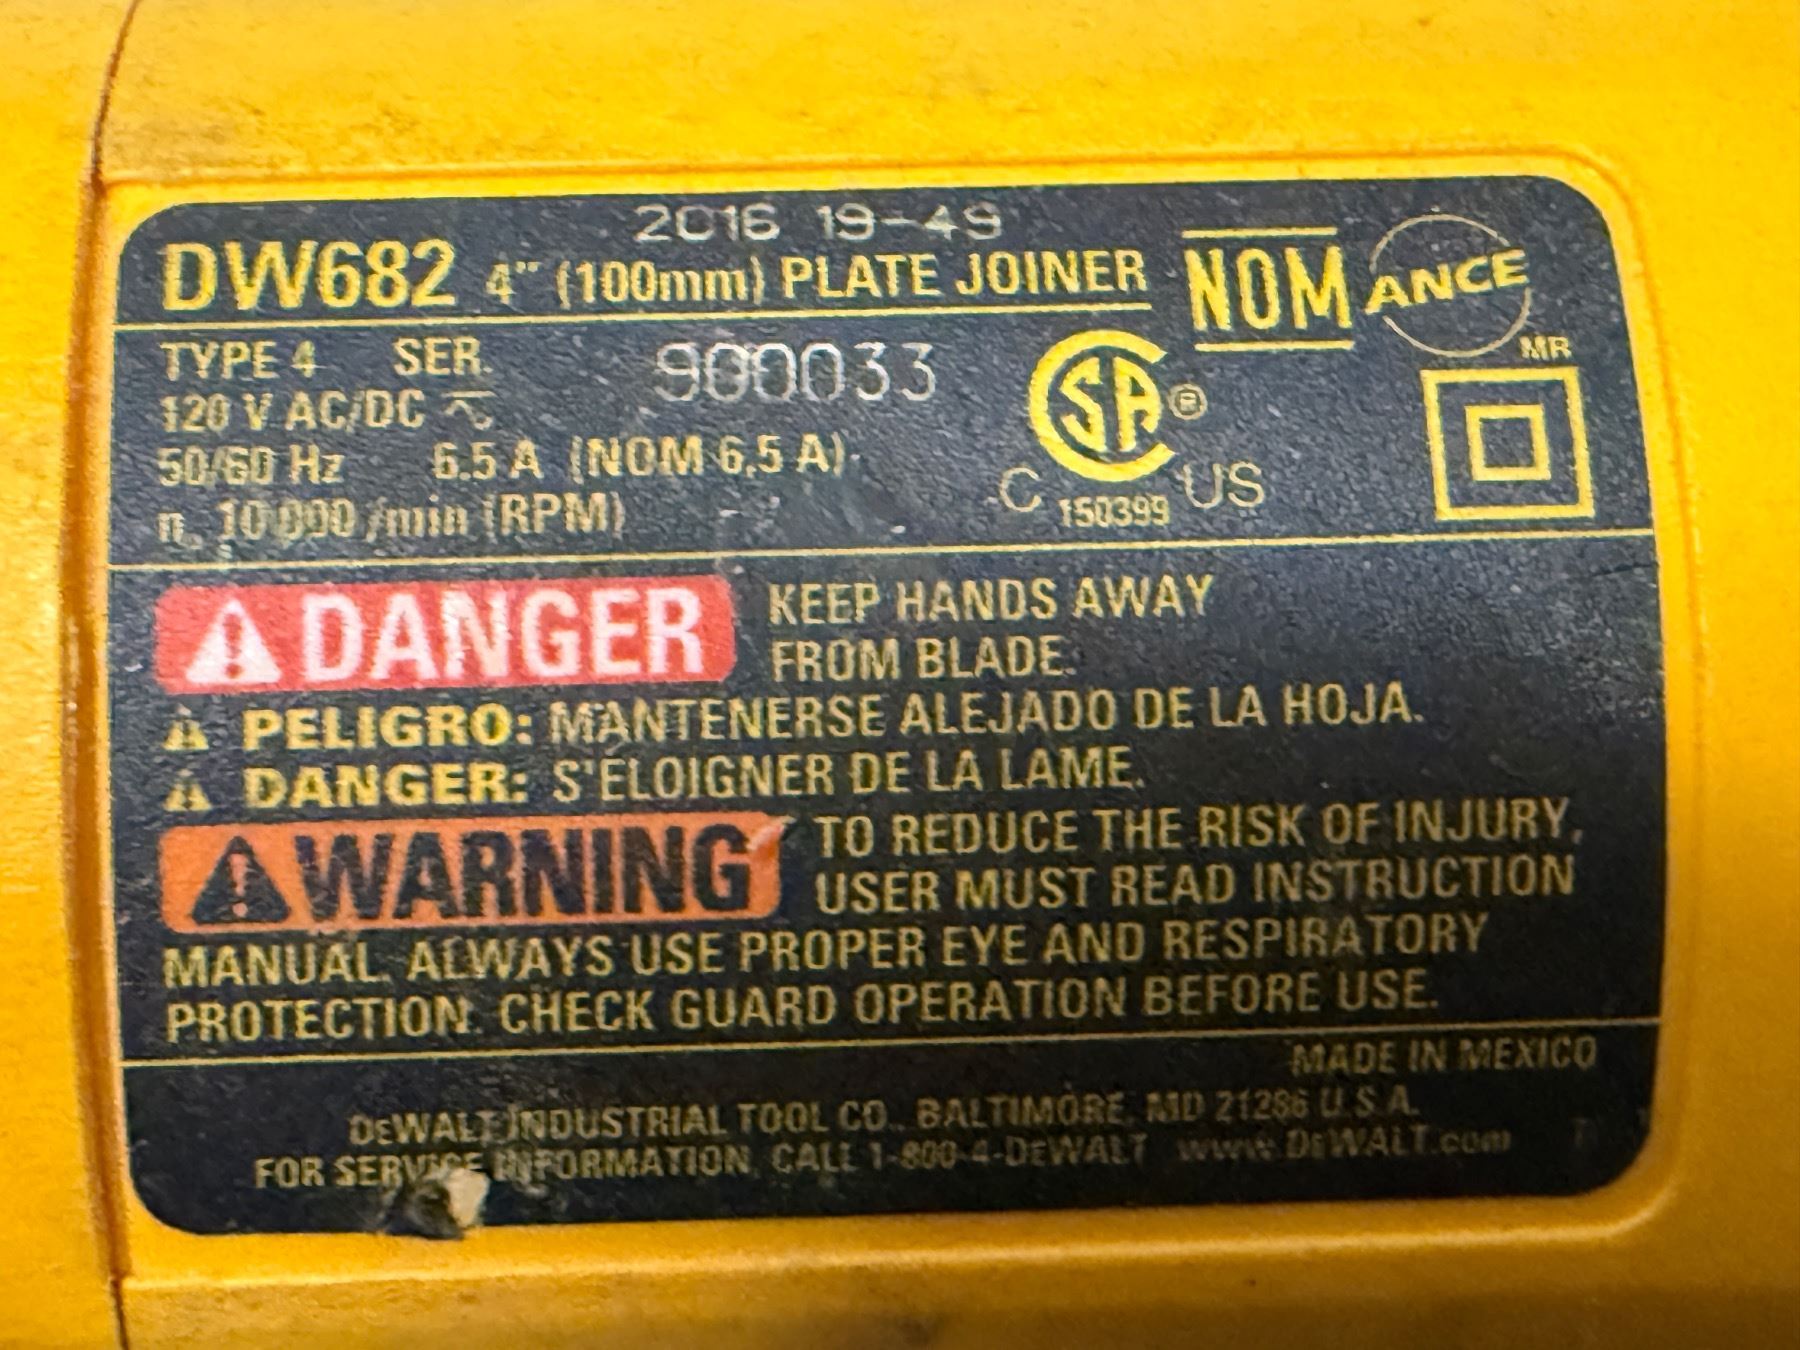 2016 19-49
DW682 4" (100mm) PLATE JOINER
NOM ANCE
MR
TYPE 4 SER. 900033
120 V AC/DC
50/60 Hz 6.5 A (NOM 6.5 A)
n₀ 10 000 /min (RPM)
SA ®
C 150399 US
DANGER KEEP HANDS AWAY
FROM BLADE.
PELIGRO: MANTENERSE ALEJADO DE LA HOJA.
DANGER: S'ELOIGNER DE LA LAME.
WARNING TO REDUCE THE RISK OF INJURY,
USER MUST READ INSTRUCTION
MANUAL. ALWAYS USE PROPER EYE AND RESPIRATORY
PROTECTION. CHECK GUARD OPERATION BEFORE USE.
MADE IN MEXICO
DEWALT INDUSTRIAL TOOL CO., BALTIMORE, MD 21286 U.S.A.
FOR SERVICE INFORMATION, CALL 1-800-4-DEWALT www.DEWALT.com